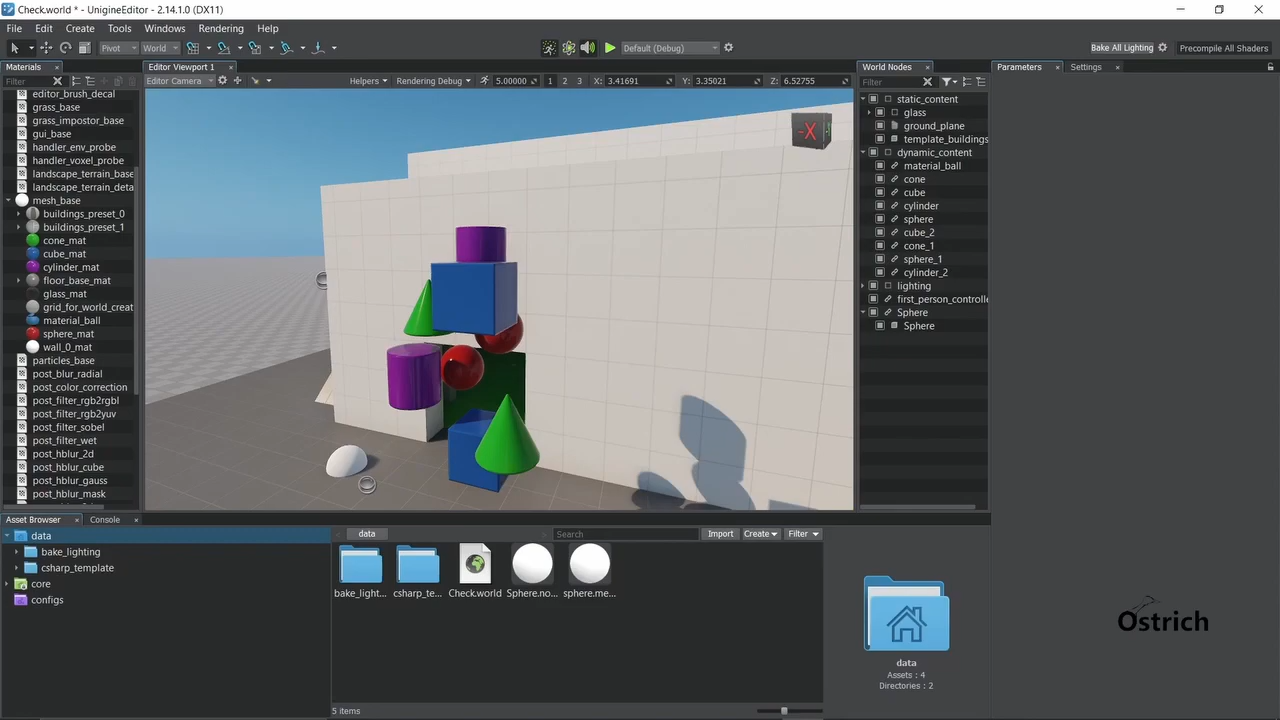 Check.world * - UnigineEditor - 2.14.1.0 (DX11)
File Edit Create Tools Windows Rendering Help
Pivot World Default (Debug) Bake All Lighting Precompile All Shaders
Materials
Filter
editor_brush_decal
grass_base
grass_impostor_base
gui_base
handler_env_probe
handler_voxel_probe
landscape_terrain_base
landscape_terrain_deta
mesh_base
buildings_preset_0
buildings_preset_1
cone_mat
cube_mat
cylinder_mat
floor_base_mat
glass_mat
grid_for_world_creat
material_ball
sphere_mat
wall_0_mat
particles_base
post_blur_radial
post_color_correction
post_filter_rgb2rgbl
post_filter_rgb2yuv
post_filter_sobel
post_filter_wet
post_hblur_2d
post_hblur_cube
post_hblur_gauss
post_hblur_mask
Editor Viewport 1
Editor Camera Helpers Rendering Debug 5.00000 1 2 3 X: 3.41691 Y: 3.35021 Z: 6.52755
-X
World Nodes
Filter
static_content
glass
ground_plane
template_buildings
dynamic_content
material_ball
cone
cube
cylinder
sphere
cube_2
cone_1
sphere_1
cylinder_2
lighting
first_person_controlle
Sphere
Sphere
Parameters Settings
Asset Browser Console
data
bake_lighting
csharp_template
core
configs
data Search Import Create Filter
bake_light... csharp_te... Check.world Sphere.no... sphere.me...
5 items
data
Assets : 4
Directories : 2
Ostrich